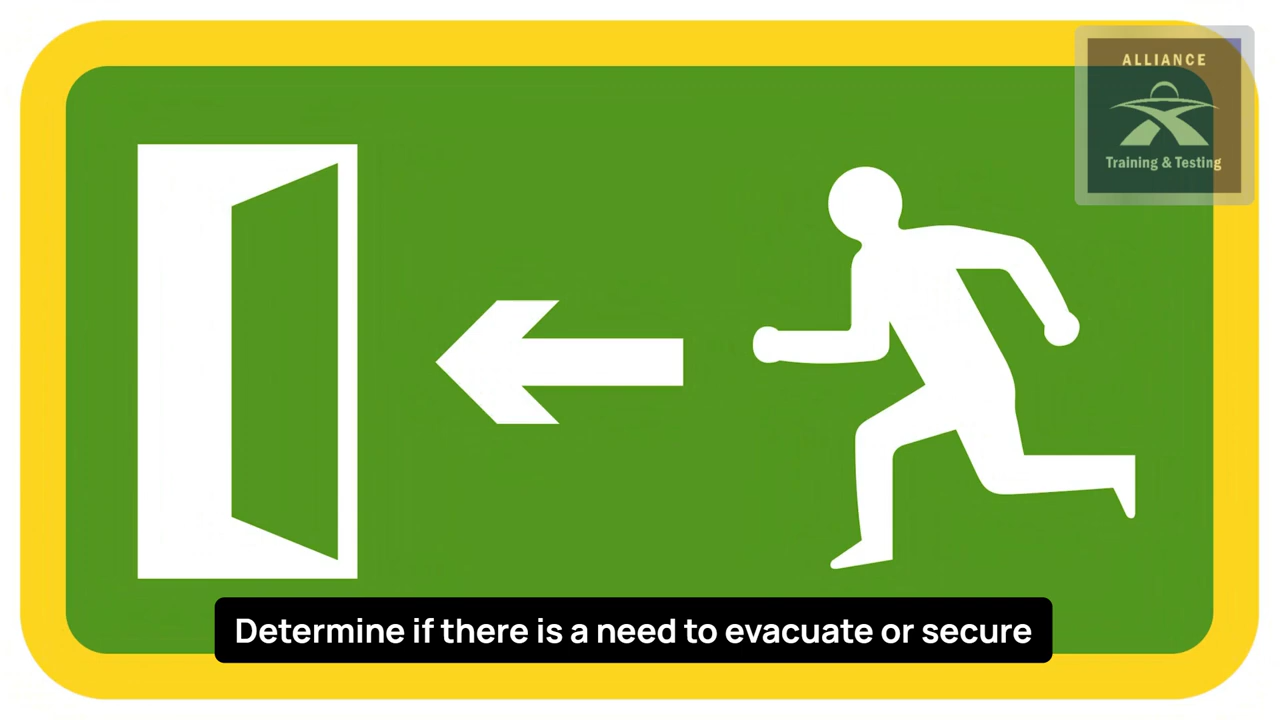 ALLIANCE
Training & Testing
Determine if there is a need to evacuate or secure